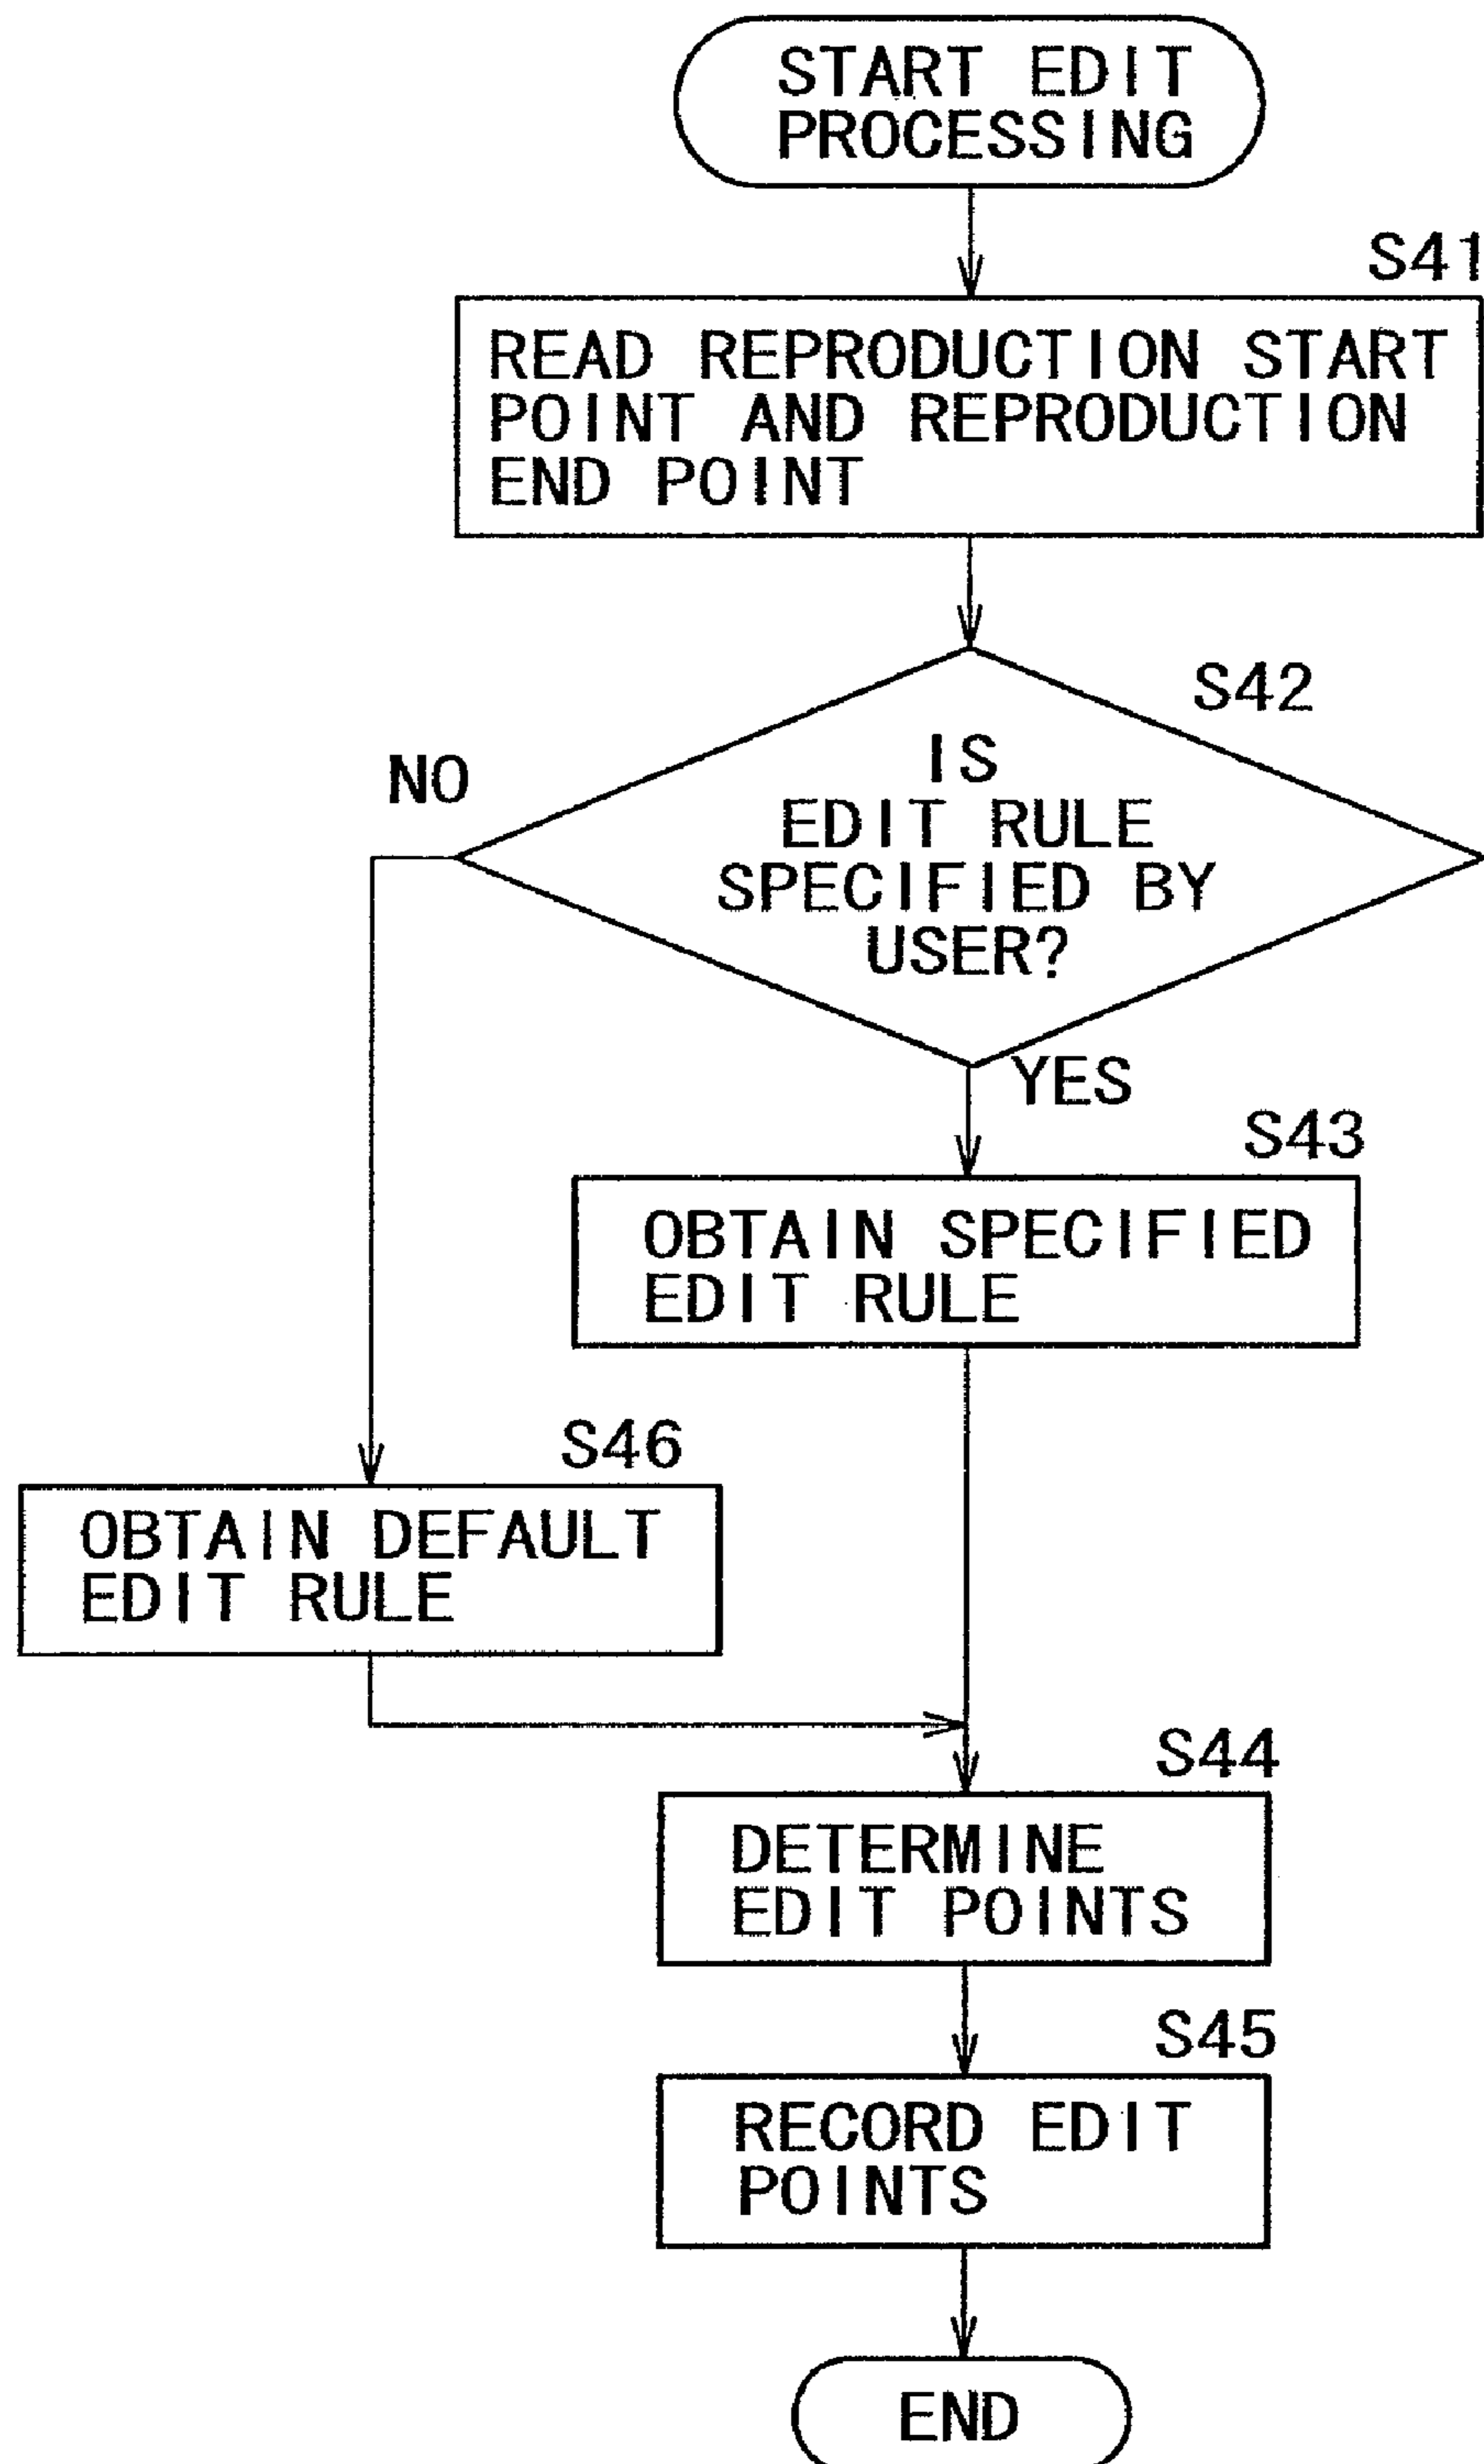 START EDIT
PROCESSING
S41
READ REPRODUCTION START
POINT AND REPRODUCTION
END POINT
S42
IS
EDIT RULE
SPECIFIED BY
USER?
NO
YES
S43
OBTAIN SPECIFIED
EDIT RULE
S46
OBTAIN DEFAULT
EDIT RULE
S44
DETERMINE
EDIT POINTS
S45
RECORD EDIT
POINTS
END